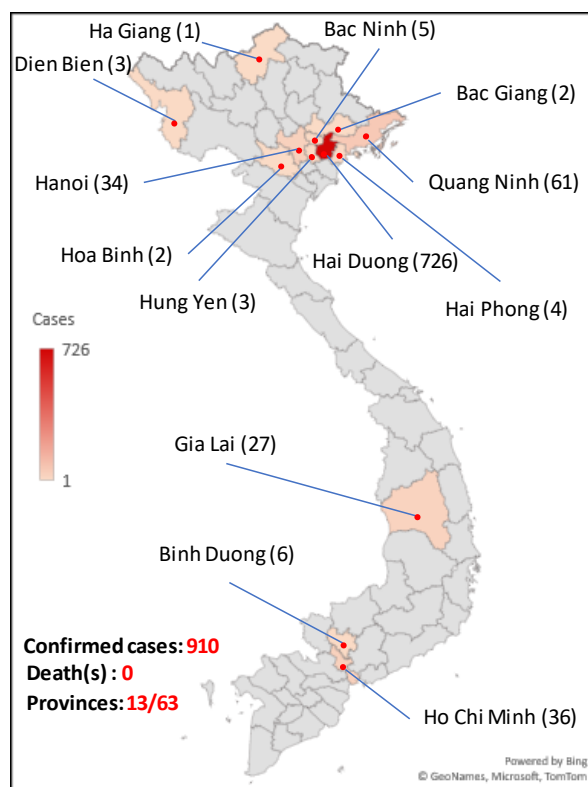 Ha Giang (1)
Bac Ninh (5)
Dien Bien (3)
Bac Giang (2)
Hanoi (34)
Quang Ninh (61)
Hoa Binh (2)
Hai Duong (726)
Hung Yen (3)
Hai Phong (4)
Cases
726
1
Gia Lai (27)
Binh Duong (6)
Confirmed cases: 910
Death(s) : 0
Provinces: 13/63
Ho Chi Minh (36)
Powered by Bing
© GeoNames, Microsoft, TomTom